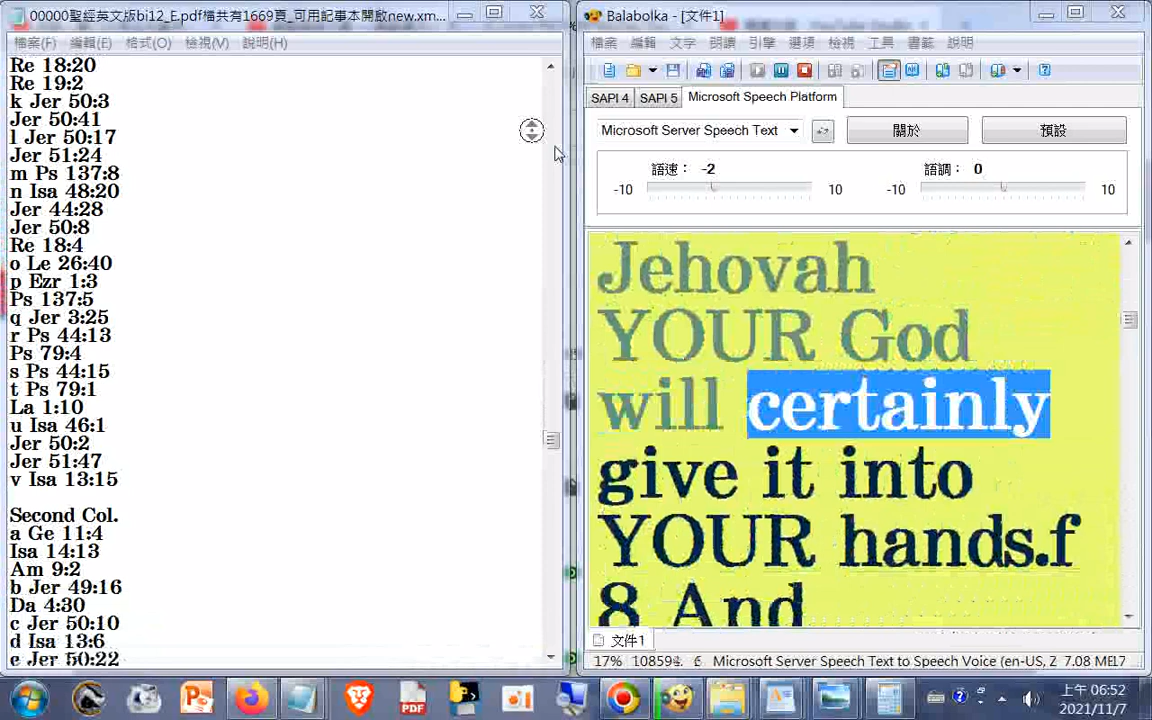 00000聖經英文版bi12_E.pdf檔共有1669頁_可用記事本開啟new.xm...
檔案(F) 編輯(E) 格式(O) 檢視(V) 說明(H)
Re 18:20
Re 19:2
k Jer 50:3
Jer 50:41
l Jer 50:17
Jer 51:24
m Ps 137:8
n Isa 48:20
Jer 44:28
Jer 50:8
Re 18:4
o Le 26:40
p Ezr 1:3
Ps 137:5
q Jer 3:25
r Ps 44:13
Ps 79:4
s Ps 44:15
t Ps 79:1
La 1:10
u Isa 46:1
Jer 50:2
Jer 51:47
v Isa 13:15
Second Col.
a Ge 11:4
Isa 14:13
Am 9:2
b Jer 49:16
Da 4:30
c Jer 50:10
d Isa 13:6
e Jer 50:22
Balabolka - [文件1]
檔案 編輯 文字 朗讀 引擎 選項 檢視 工具 書籤 說明
SAPI 4 SAPI 5 Microsoft Speech Platform
Microsoft Server Speech Text 關於 預設
語速： -2 語調： 0
-10 10 -10 10
Jehovah
YOUR God
will certainly
give it into
YOUR hands.f
8 And
文件1
17% Microsoft Server Speech Text to Speech Voice (en-US, Z 7.08 ME
上午 06:52
2021/11/7